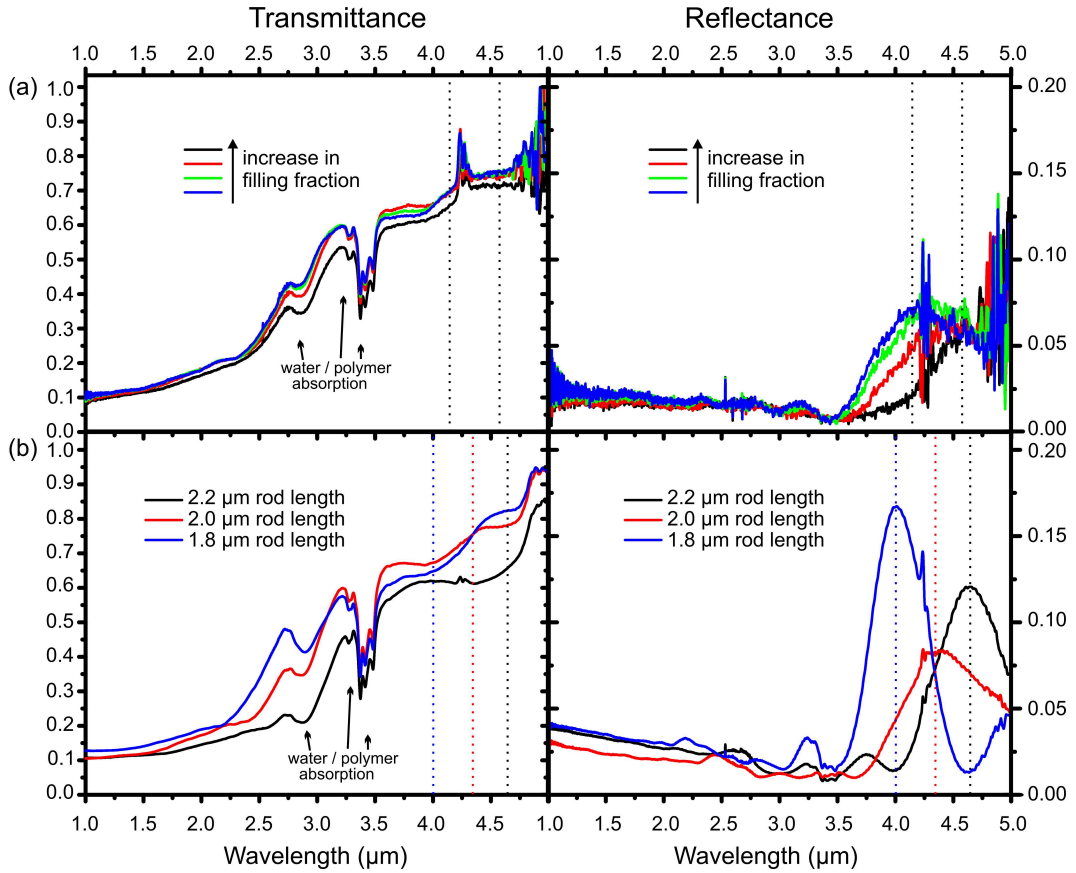 Transmittance
Reflectance
1.0 1.5 2.0 2.5 3.0 3.5 4.0 4.5 1.0 1.5 2.0 2.5 3.0 3.5 4.0 4.5 5.0
(a)
1.0
0.9
0.8
0.7
0.6
0.5
0.4
0.3
0.2
0.1
0.0
increase in
filling fraction
water / polymer
absorption
increase in
filling fraction
0.20
0.15
0.10
0.05
0.00
(b)
1.0
0.9
0.8
0.7
0.6
0.5
0.4
0.3
0.2
0.1
0.0
2.2 µm rod length
2.0 µm rod length
1.8 µm rod length
water / polymer
absorption
2.2 µm rod length
2.0 µm rod length
1.8 µm rod length
0.20
0.15
0.10
0.05
0.00
1.0 1.5 2.0 2.5 3.0 3.5 4.0 4.5 1.0 1.5 2.0 2.5 3.0 3.5 4.0 4.5 5.0
Wavelength (µm)
Wavelength (µm)